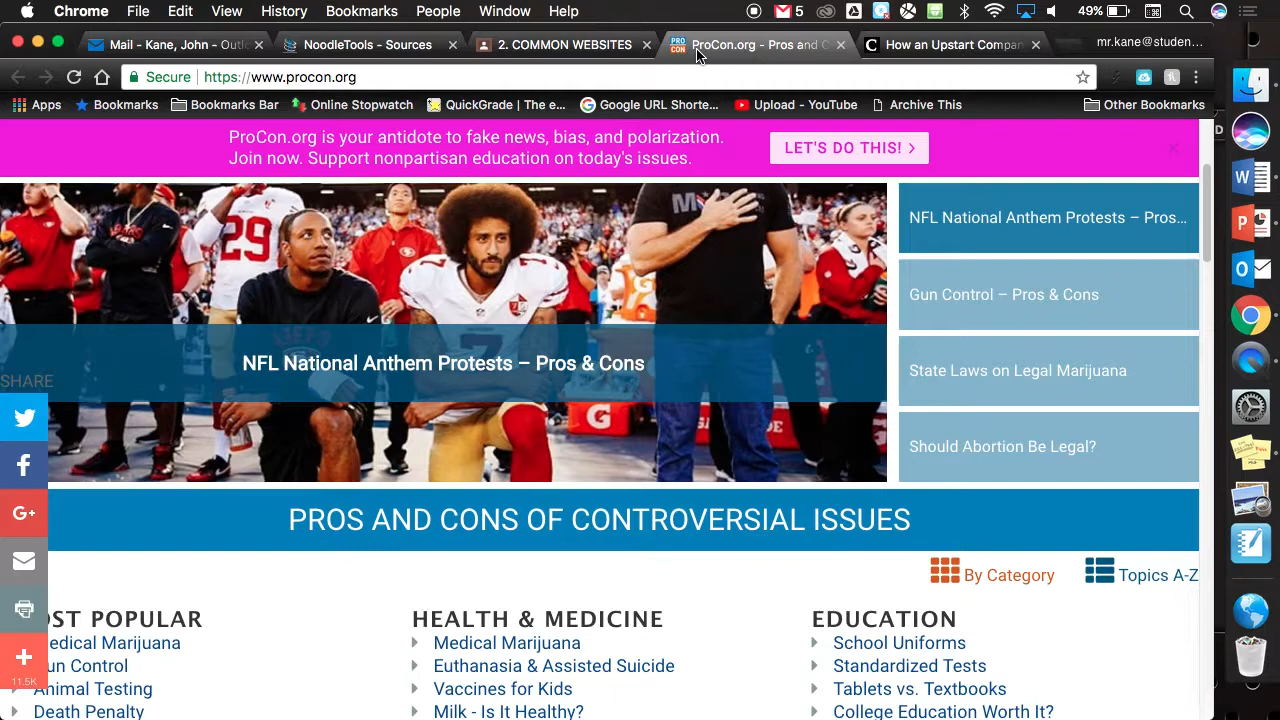 Chrome File Edit View History Bookmarks People Window Help 5 49%
Mail - Kane, John - Outl
NoodleTools - Sources
2. COMMON WEBSITES
PRO CON ProCon.org - Pros and C
C How an Upstart Compan
mr.kane@studen...
Secure https://www.procon.org
Apps Bookmarks Bookmarks Bar Online Stopwatch QuickGrade | The e... Google URL Shorte... Upload - YouTube Archive This Other Bookmarks
ProCon.org is your antidote to fake news, bias, and polarization.
Join now. Support nonpartisan education on today's issues.
LET'S DO THIS! >
29
NFL National Anthem Protests – Pros & Cons
NFL National Anthem Protests – Pros...
Gun Control – Pros & Cons
State Laws on Legal Marijuana
Should Abortion Be Legal?
SHARE
G+
11.5K
G
PROS AND CONS OF CONTROVERSIAL ISSUES
By Category
Topics A-Z
OST POPULAR
edical Marijuana
un Control
Animal Testing
Death Penalty
HEALTH & MEDICINE
Medical Marijuana
Euthanasia & Assisted Suicide
Vaccines for Kids
Milk - Is It Healthy?
EDUCATION
School Uniforms
Standardized Tests
Tablets vs. Textbooks
College Education Worth It?